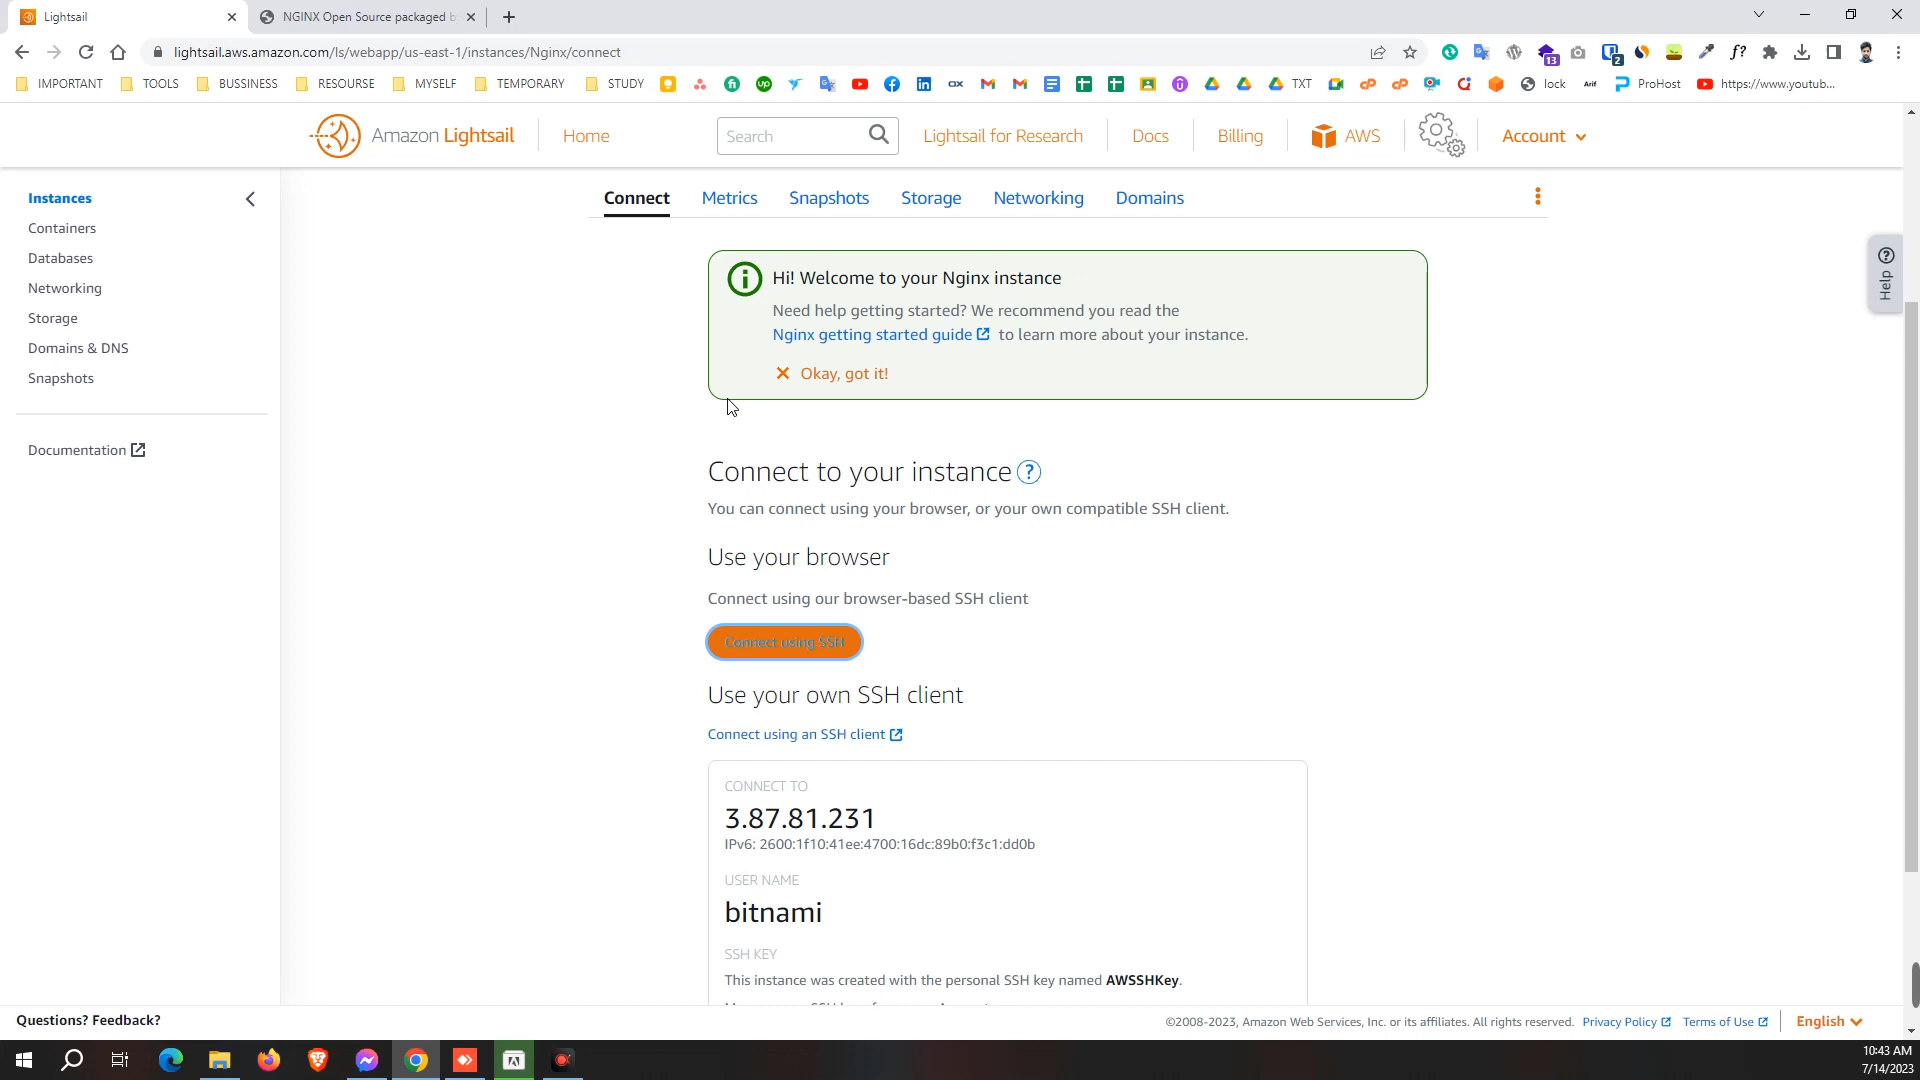 Lightsail
NGINX Open Source packaged b
lightsail.aws.amazon.com/ls/webapp/us-east-1/instances/Nginx/connect
13
2
f?
IMPORTANT
TOOLS
BUSSINESS
RESOURSE
MYSELF
TEMPORARY
STUDY
TXT
lock
Arif
ProHost
https://www.youtub...
Amazon Lightsail
Home
Search
Lightsail for Research
Docs
Billing
AWS
Account
Instances
Containers
Databases
Networking
Storage
Domains & DNS
Snapshots
Documentation
Connect
Metrics
Snapshots
Storage
Networking
Domains
Hi! Welcome to your Nginx instance
Need help getting started? We recommend you read the
Nginx getting started guide to learn more about your instance.
Okay, got it!
Help
Connect to your instance
You can connect using your browser, or your own compatible SSH client.
Use your browser
Connect using our browser-based SSH client
Connect using SSH
Use your own SSH client
Connect using an SSH client
CONNECT TO
3.87.81.231
IPv6: 2600:1f10:41ee:4700:16dc:89b0:f3c1:dd0b
USER NAME
bitnami
SSH KEY
This instance was created with the personal SSH key named AWSSHKey.
Questions? Feedback?
©2008-2023, Amazon Web Services, Inc. or its affiliates. All rights reserved.
Privacy Policy
Terms of Use
English
10:43 AM
7/14/2023